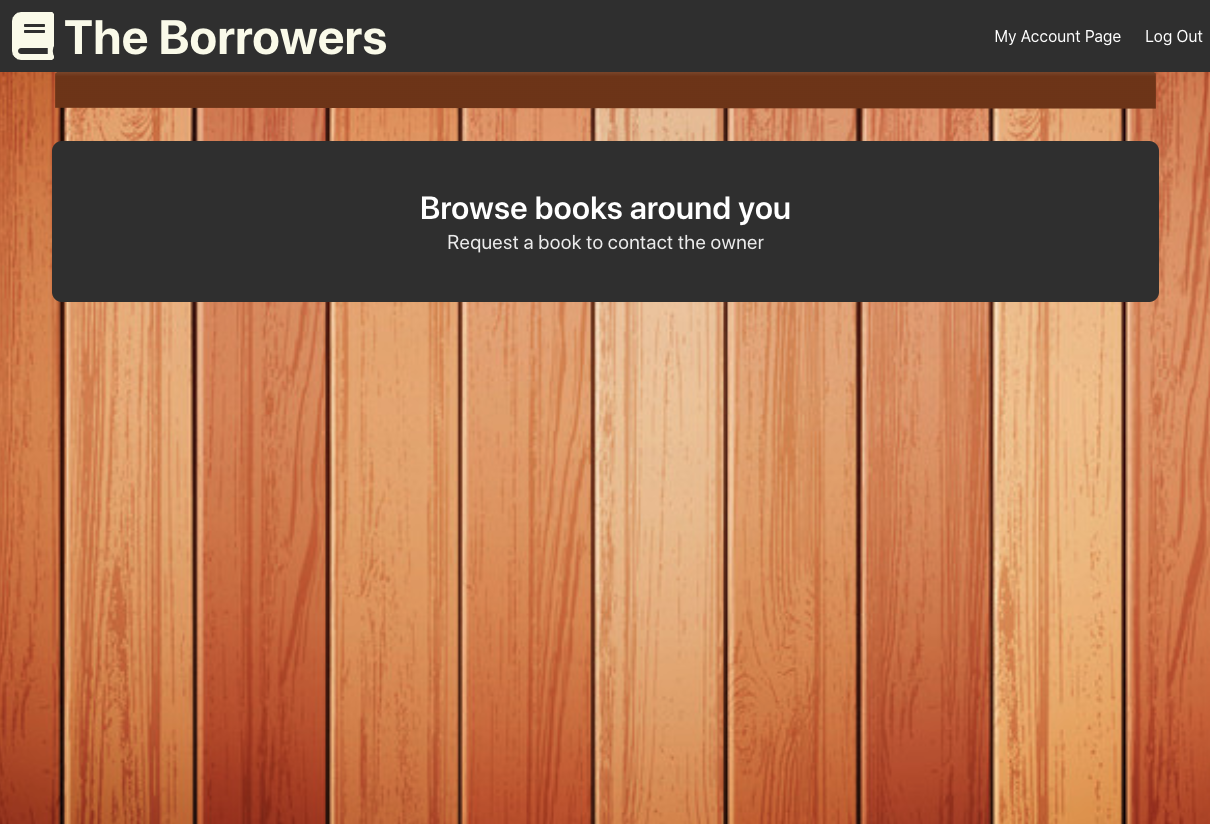 The Borrowers
My Account Page
Log Out
Browse books around you
Request a book to contact the owner